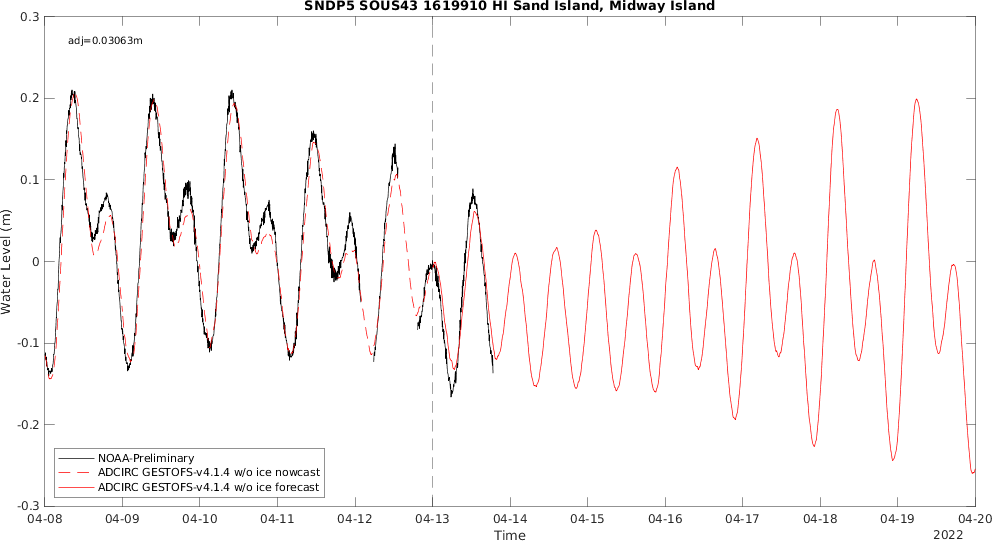 SNDP5 SOUS43 1619910 HI Sand Island, Midway Island
0.3
adj=0.03063m
0.2
0.1
0
-0.1
-0.2
-0.3
Water Level (m)
NOAA-Preliminary
ADCIRC GESTOFS-v4.1.4 w/o ice nowcast
ADCIRC GESTOFS-v4.1.4 w/o ice forecast
04-08 04-09 04-10 04-11 04-12 04-13 04-14 04-15 04-16 04-17 04-18 04-19 04-20
Time
2022